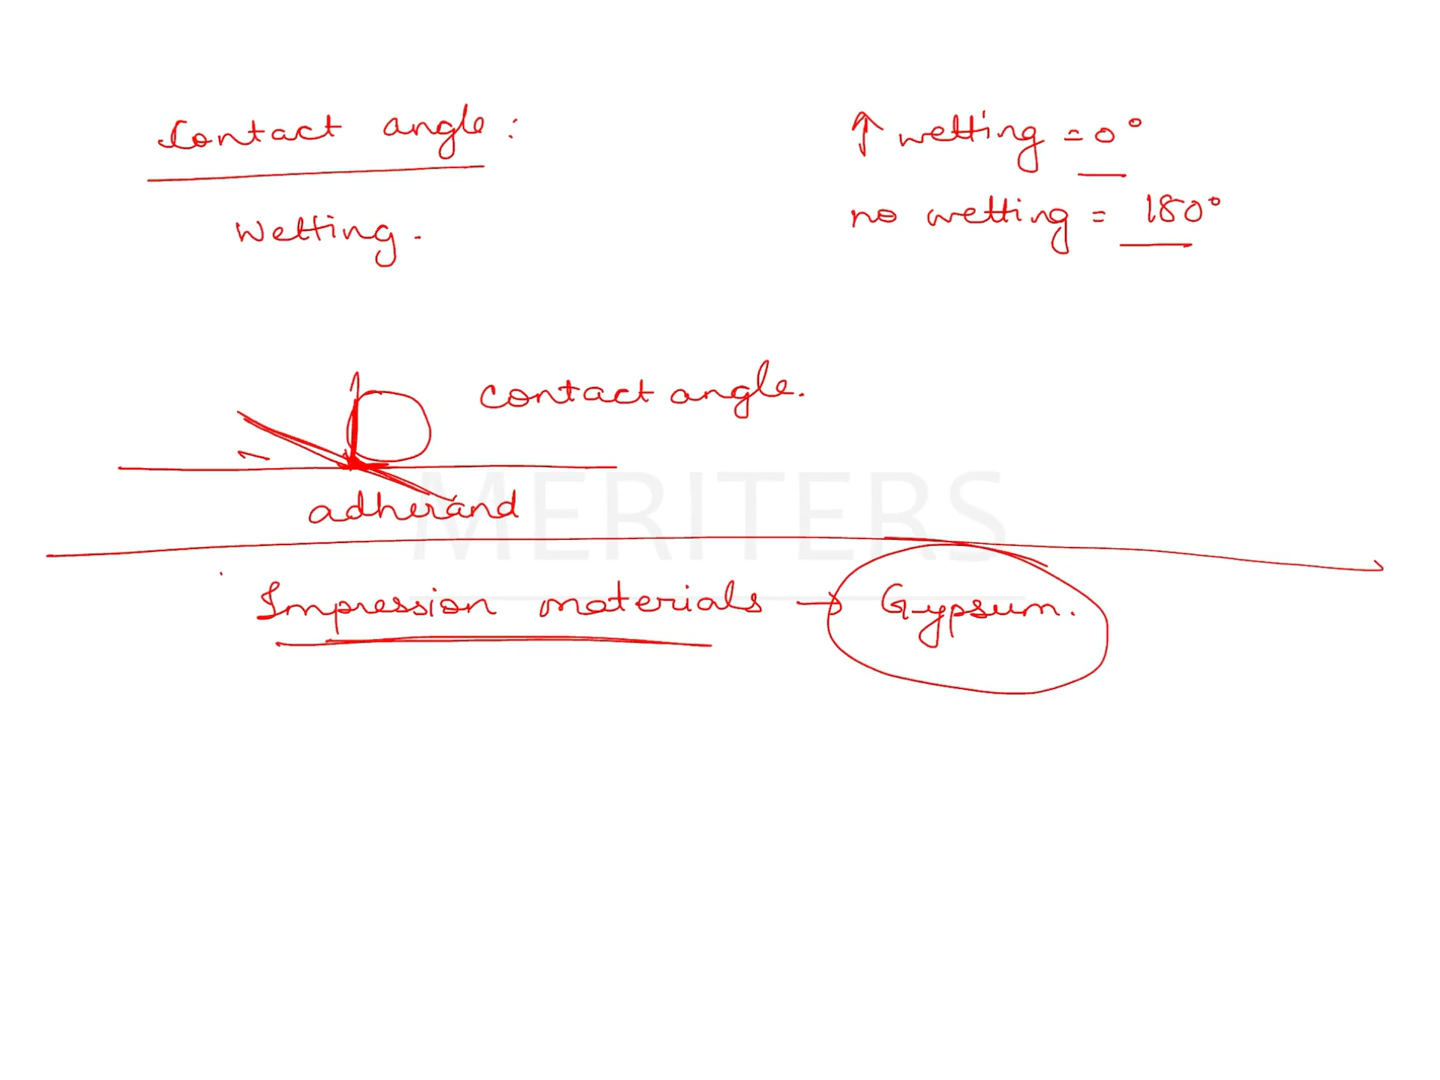 Contact angle:
↑ wetting = 0°
Wetting.
no wetting = 180°
contact angle.
adherand
MERITERS
Impression materials → Gypsum.